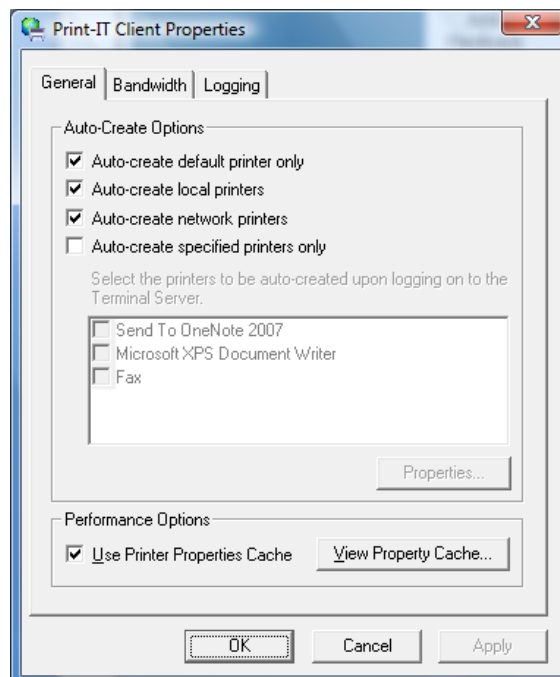 Print-IT Client Properties
General
Bandwidth
Logging
Auto-Create Options
Auto-create default printer only
Auto-create local printers
Auto-create network printers
Auto-create specified printers only
Select the printers to be auto-created upon logging on to the
Terminal Server.
Send To OneNote 2007
Microsoft XPS Document Writer
Fax
Properties...
Performance Options
Use Printer Properties Cache
View Property Cache...
OK
Cancel
Apply